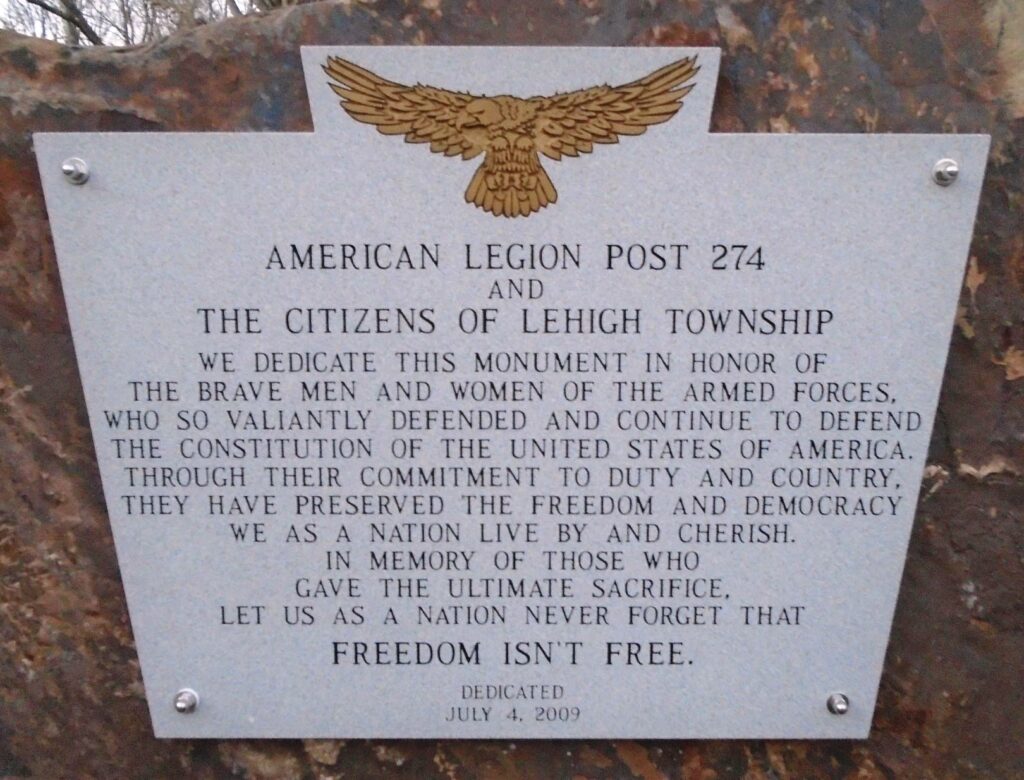 AMERICAN LEGION POST 274
AND
THE CITIZENS OF LEHIGH TOWNSHIP
WE DEDICATE THIS MONUMENT IN HONOR OF
THE BRAVE MEN AND WOMEN OF THE ARMED FORCES,
WHO SO VALIANTLY DEFENDED AND CONTINUE TO DEFEND
THE CONSTITUTION OF THE UNITED STATES OF AMERICA.
THROUGH THEIR COMMITMENT TO DUTY AND COUNTRY,
THEY HAVE PRESERVED THE FREEDOM AND DEMOCRACY
WE AS A NATION LIVE BY AND CHERISH.
IN MEMORY OF THOSE WHO
GAVE THE ULTIMATE SACRIFICE,
LET US AS A NATION NEVER FORGET THAT
FREEDOM ISN'T FREE.
DEDICATED
JULY 4, 2009